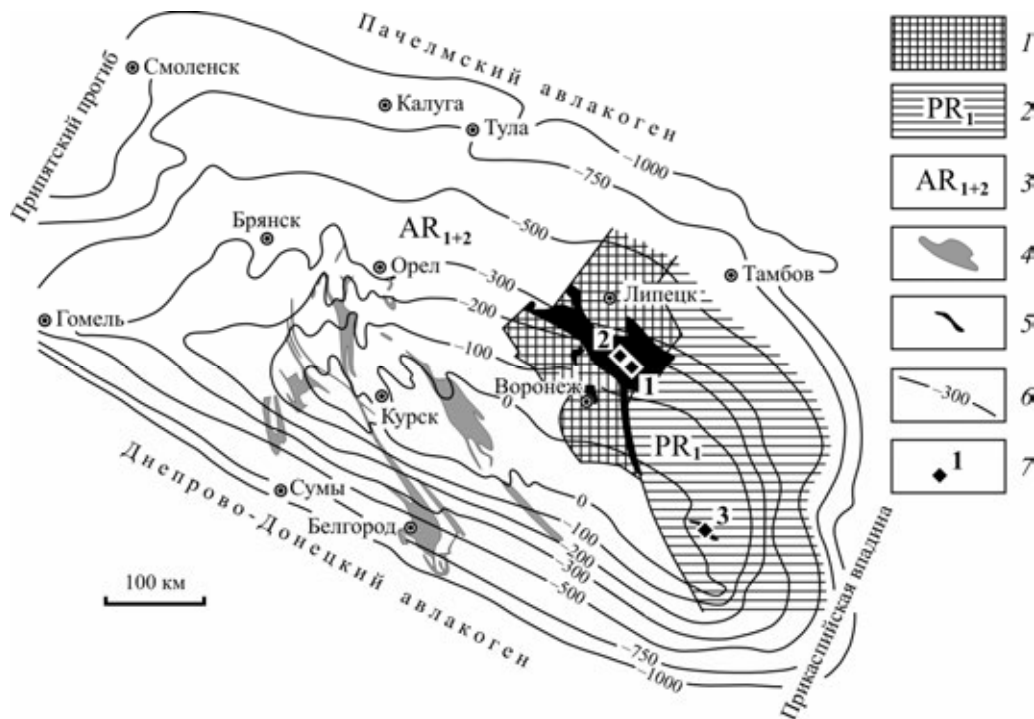 Пачелмский авлакоген
Припятский прогиб
Смоленск
Калуга
Тула
–1000
–750
–500
Брянск
AR1+2
Орел
–300
Липецк
Тамбов
–200
Гомель
–100
2
1
Воронеж
0
Курск
PR1
Днепрово-Донецкий авлакоген
Сумы
Белгород
0
–100
–200
–300
–500
3
–750
–1000
Прикаспийская впадина
100 км
1
PR1 2
AR1+2 3
4
5
–300 6
1 7